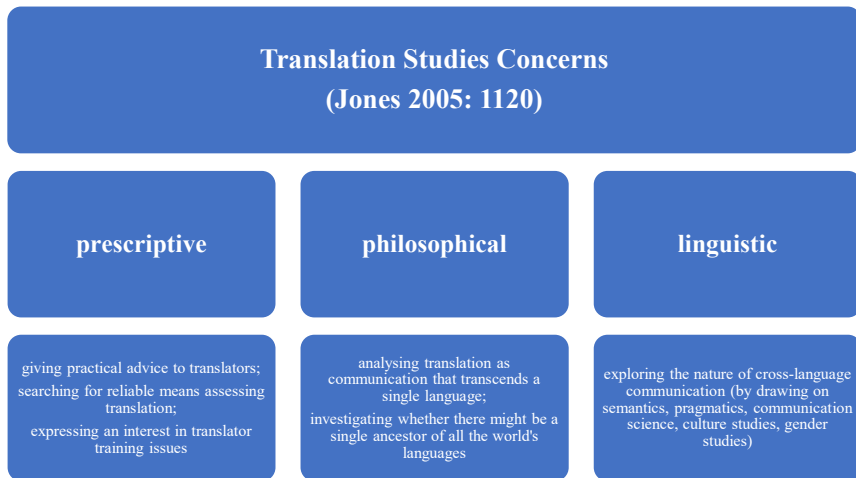 Translation Studies Concerns
(Jones 2005: 1120)
prescriptive
philosophical
linguistic
giving practical advice to translators;
searching for reliable means assessing
translation;
expressing an interest in translator
training issues
analysing translation as
communication that transcends a
single language;
investigating whether there might be a
single ancestor of all the world's
languages
exploring the nature of cross-language
communication (by drawing on
semantics, pragmatics, communication
science, culture studies, gender
studies)